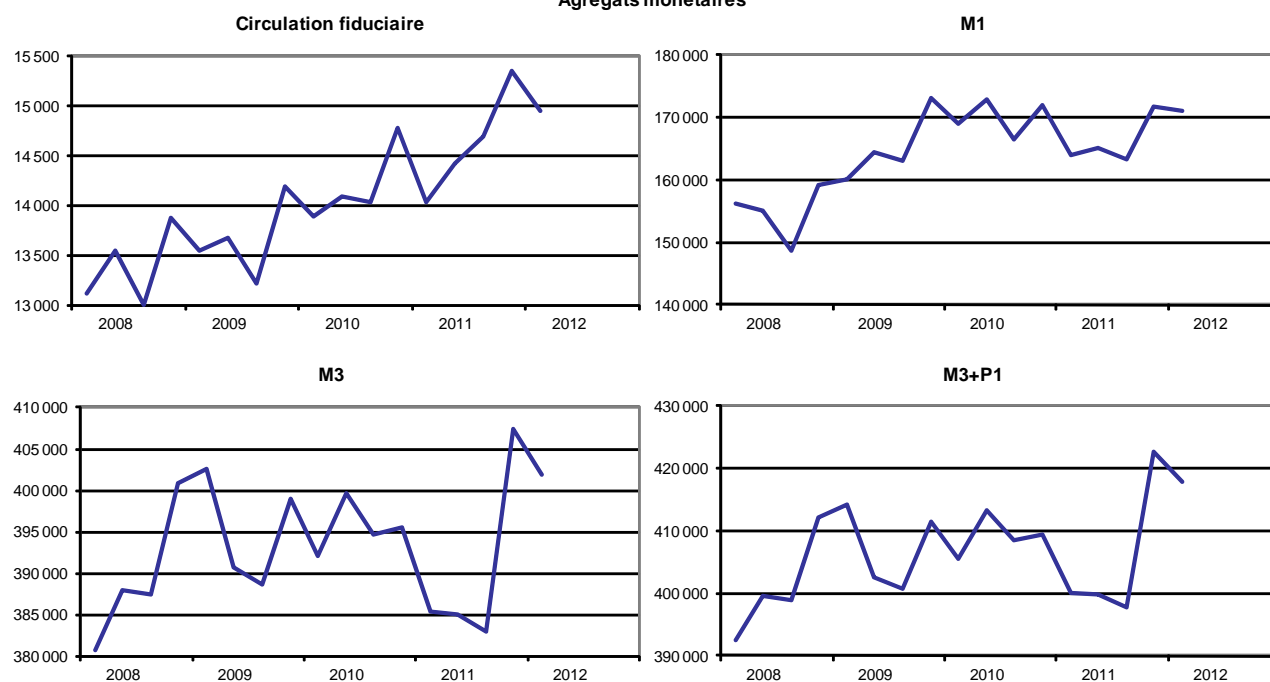 Agrégats monétaires
Circulation fiduciaire
15 500
15 000
14 500
14 000
13 500
13 000
2008 2009 2010 2011 2012
M1
180 000
170 000
160 000
150 000
140 000
2008 2009 2010 2011 2012
M3
410 000
405 000
400 000
395 000
390 000
385 000
380 000
2008 2009 2010 2011 2012
M3+P1
430 000
420 000
410 000
400 000
390 000
2008 2009 2010 2011 2012